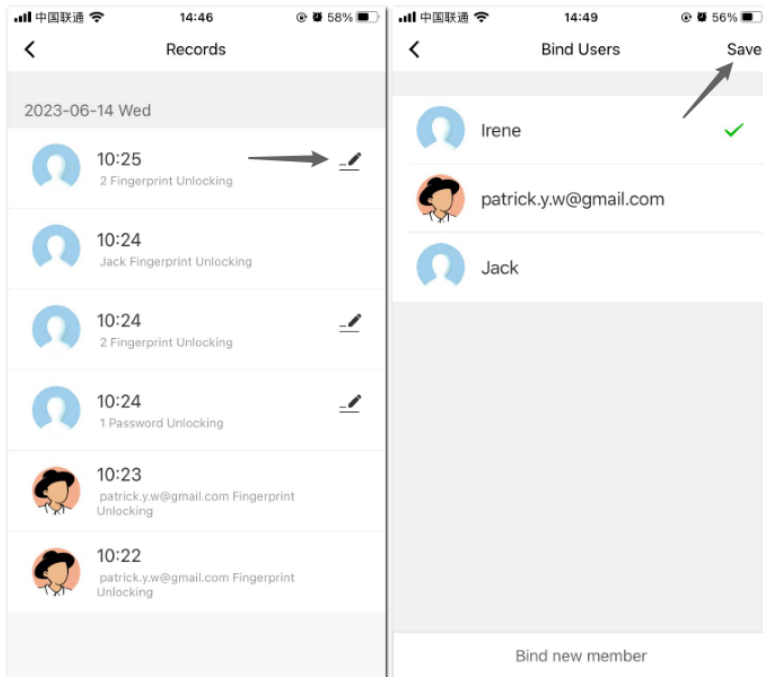 中国联通 14:46 58%
Records
2023-06-14 Wed
10:25
2 Fingerprint Unlocking
10:24
Jack Fingerprint Unlocking
10:24
2 Fingerprint Unlocking
10:24
1 Password Unlocking
10:23
patrick.y.w@gmail.com Fingerprint
Unlocking
10:22
patrick.y.w@gmail.com Fingerprint
Unlocking
中国联通 14:49 56%
Bind Users Save
Irene
patrick.y.w@gmail.com
Jack
Bind new member